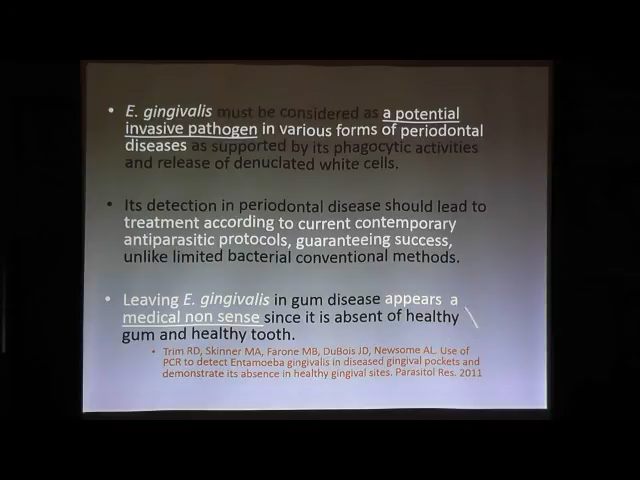 • E. gingivalis must be considered as a potential
invasive pathogen in various forms of periodontal
diseases as supported by its phagocytic activities
and release of denuclated white cells.
• Its detection in periodontal disease should lead to
treatment according to current contemporary
antiparasitic protocols, guaranteeing success,
unlike limited bacterial conventional methods.
• Leaving E. gingivalis in gum disease appears a
medical non sense since it is absent of healthy
gum and healthy tooth.
• Trim RD, Skinner MA, Farone MB, DuBois JD, Newsome AL. Use of
PCR to detect Entamoeba gingivalis in diseased gingival pockets and
demonstrate its absence in healthy gingival sites. Parasitol Res. 2011